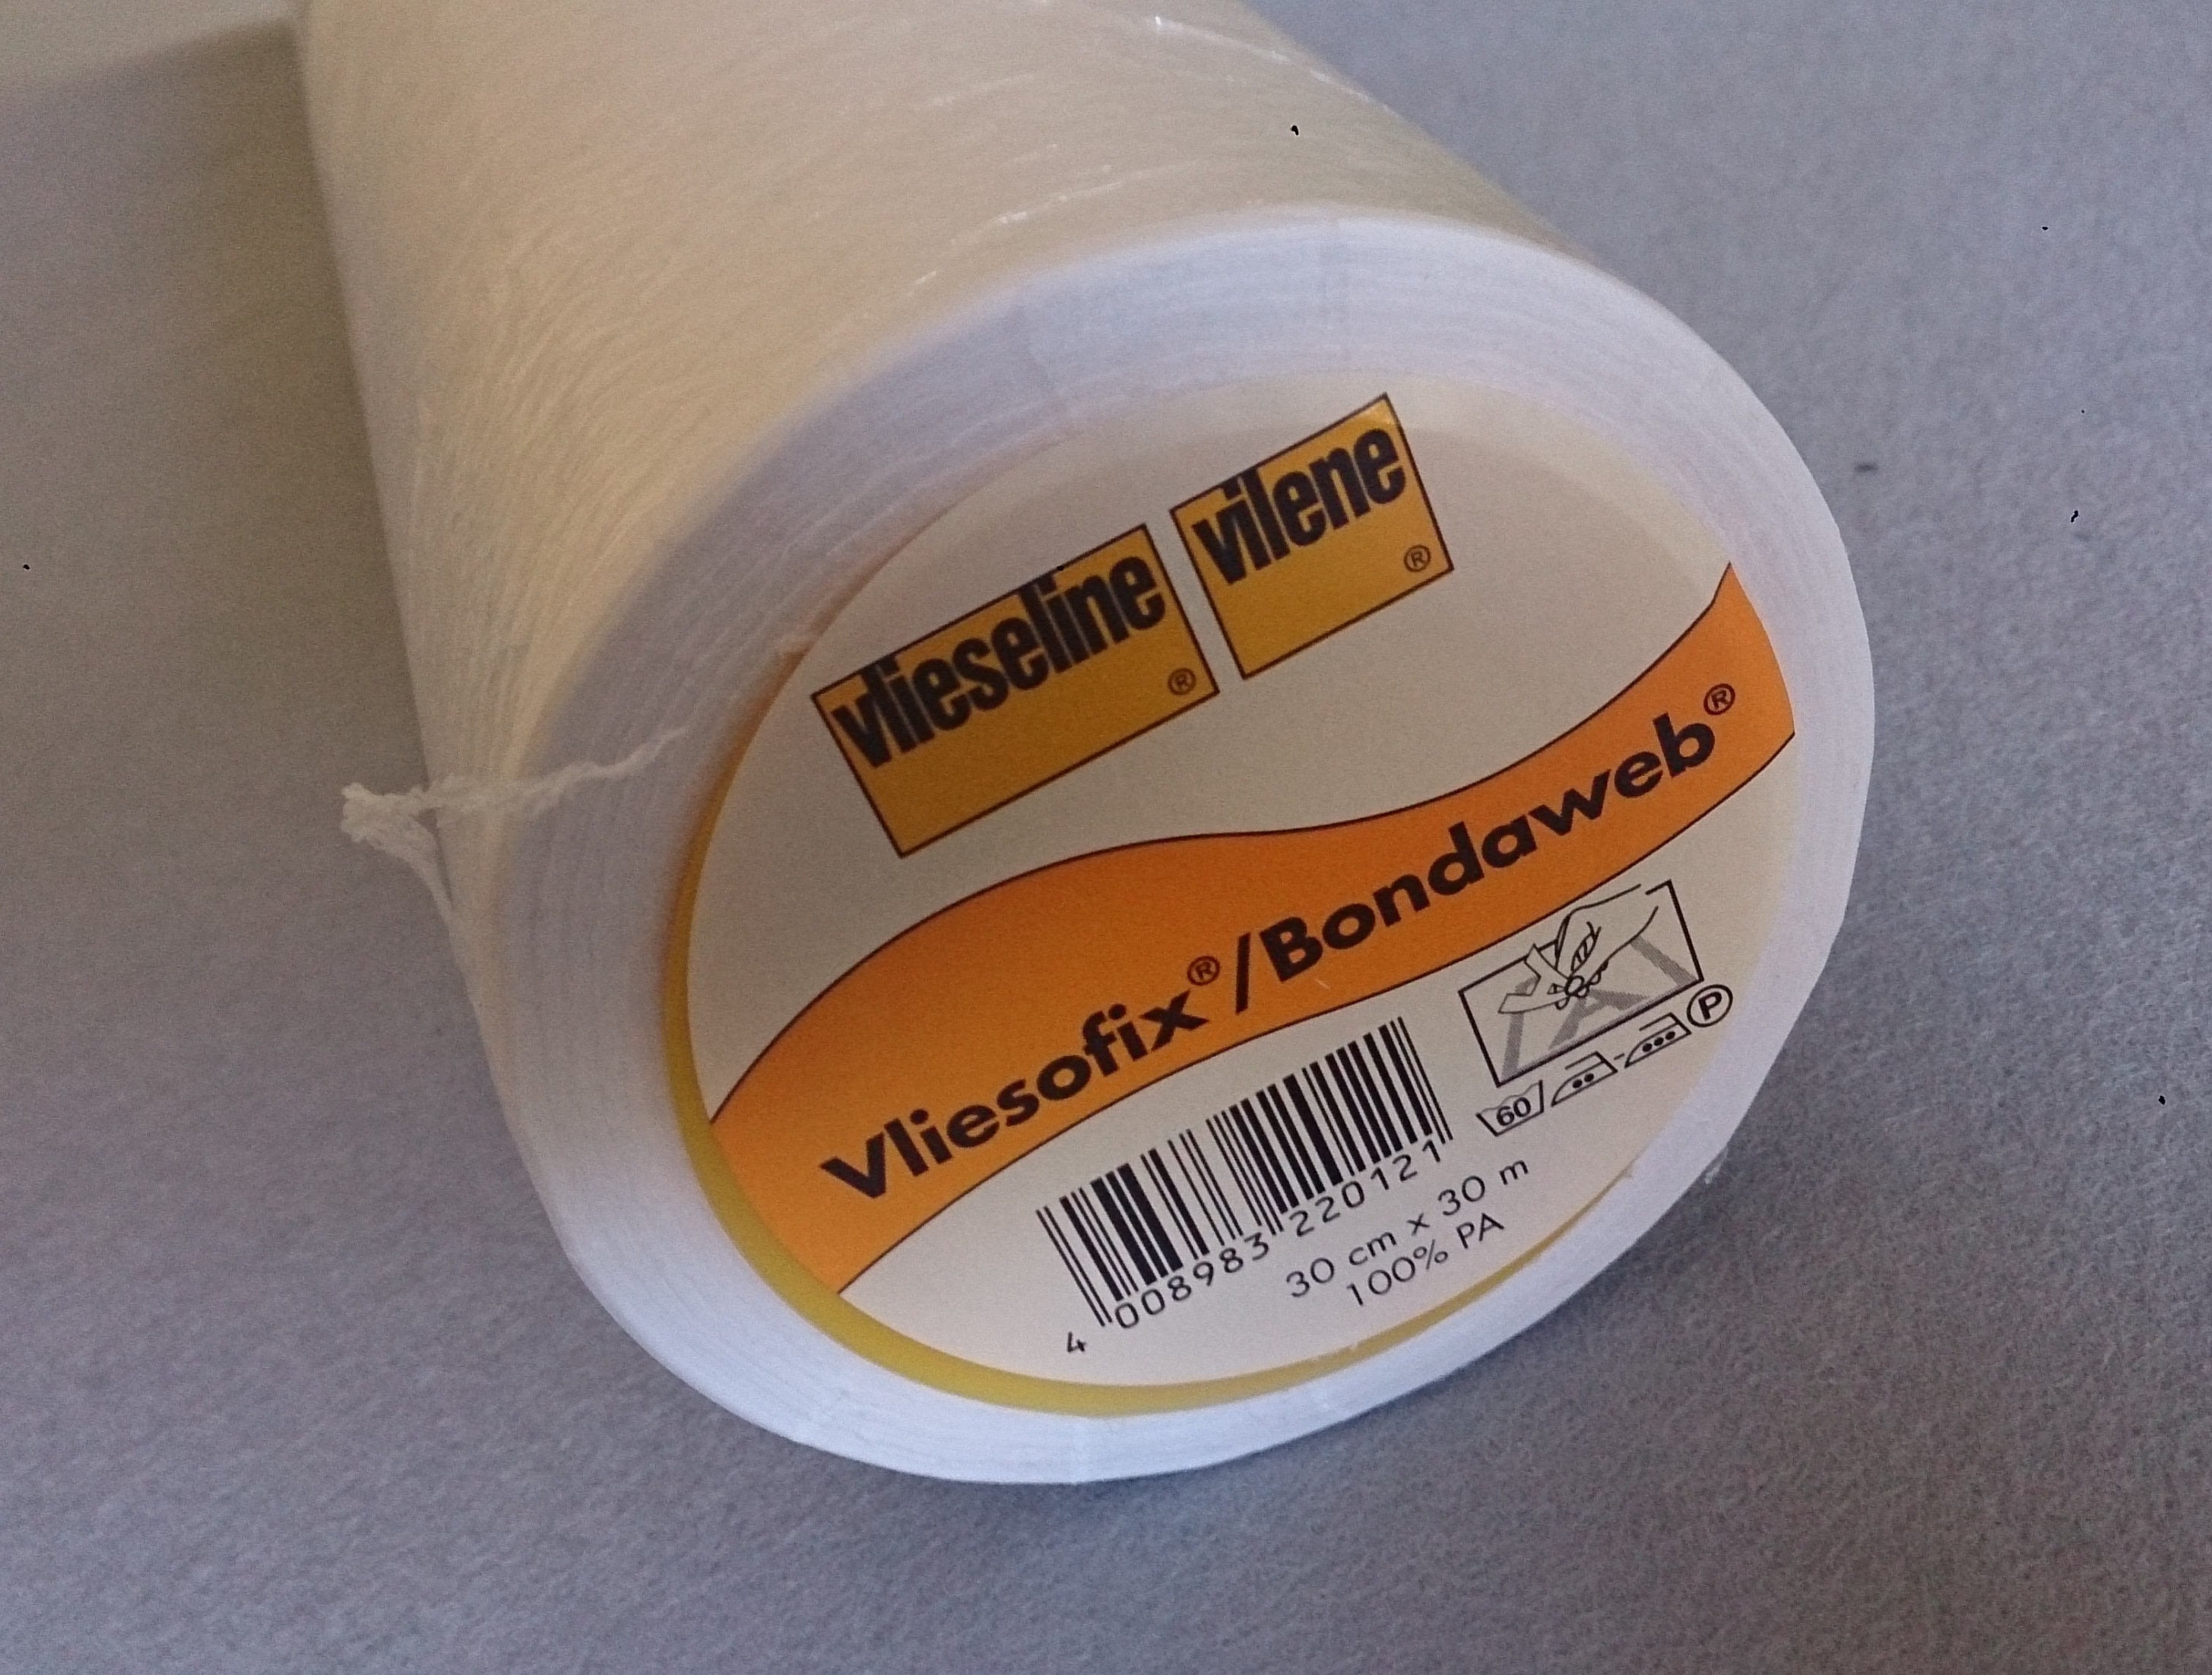 vlieseline ®
vilene ®
Vliesofix®/Bondaweb®
P
60
4 008983 220121
30 cm x 30 m
100% PA